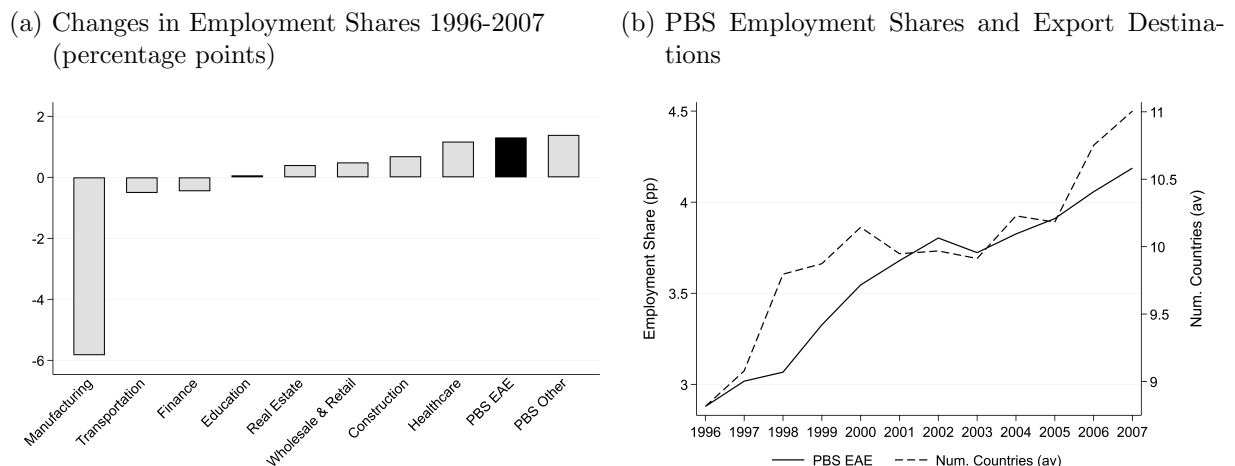 (a) Changes in Employment Shares 1996-2007
(percentage points)
2
0
-2
-4
-6
Manufacturing
Transportation
Finance
Education
Real Estate
Wholesale & Retail
Construction
Healthcare
PBS EAE
PBS Other
(b) PBS Employment Shares and Export Destina-
tions
Employment Share (pp)
4.5
4
3.5
3
11
10.5
10
9.5
9
Num. Countries (av)
1996 1997 1998 1999 2000 2001 2002 2003 2004 2005 2006 2007
PBS EAE Num. Countries (av)